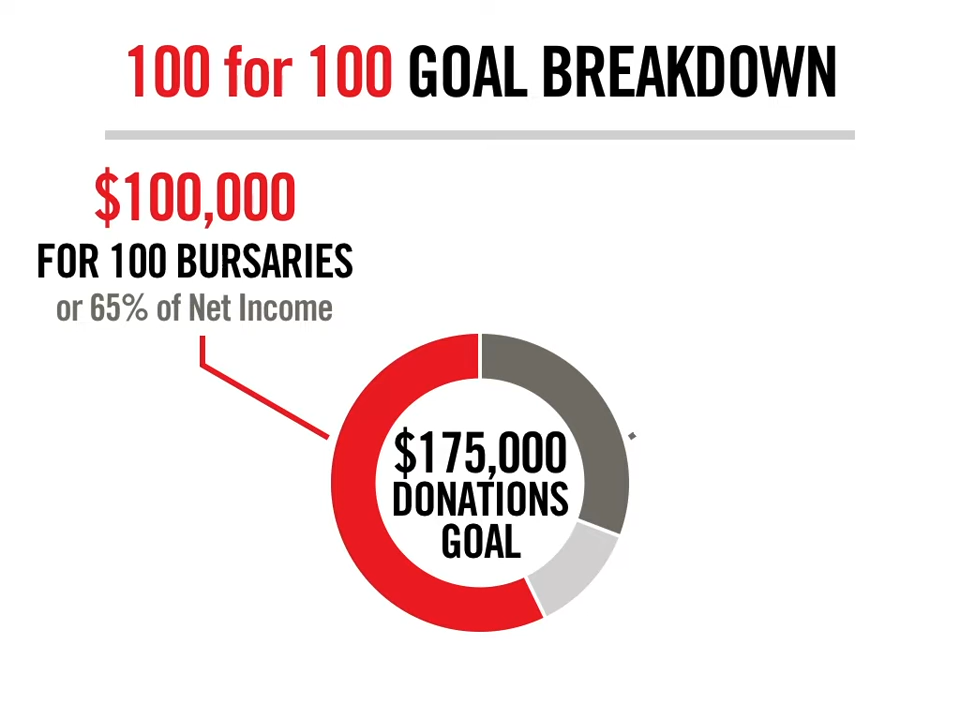 100 for 100 GOAL BREAKDOWN
$100,000
FOR 100 BURSARIES
or 65% of Net Income
$175,000
DONATIONS
GOAL